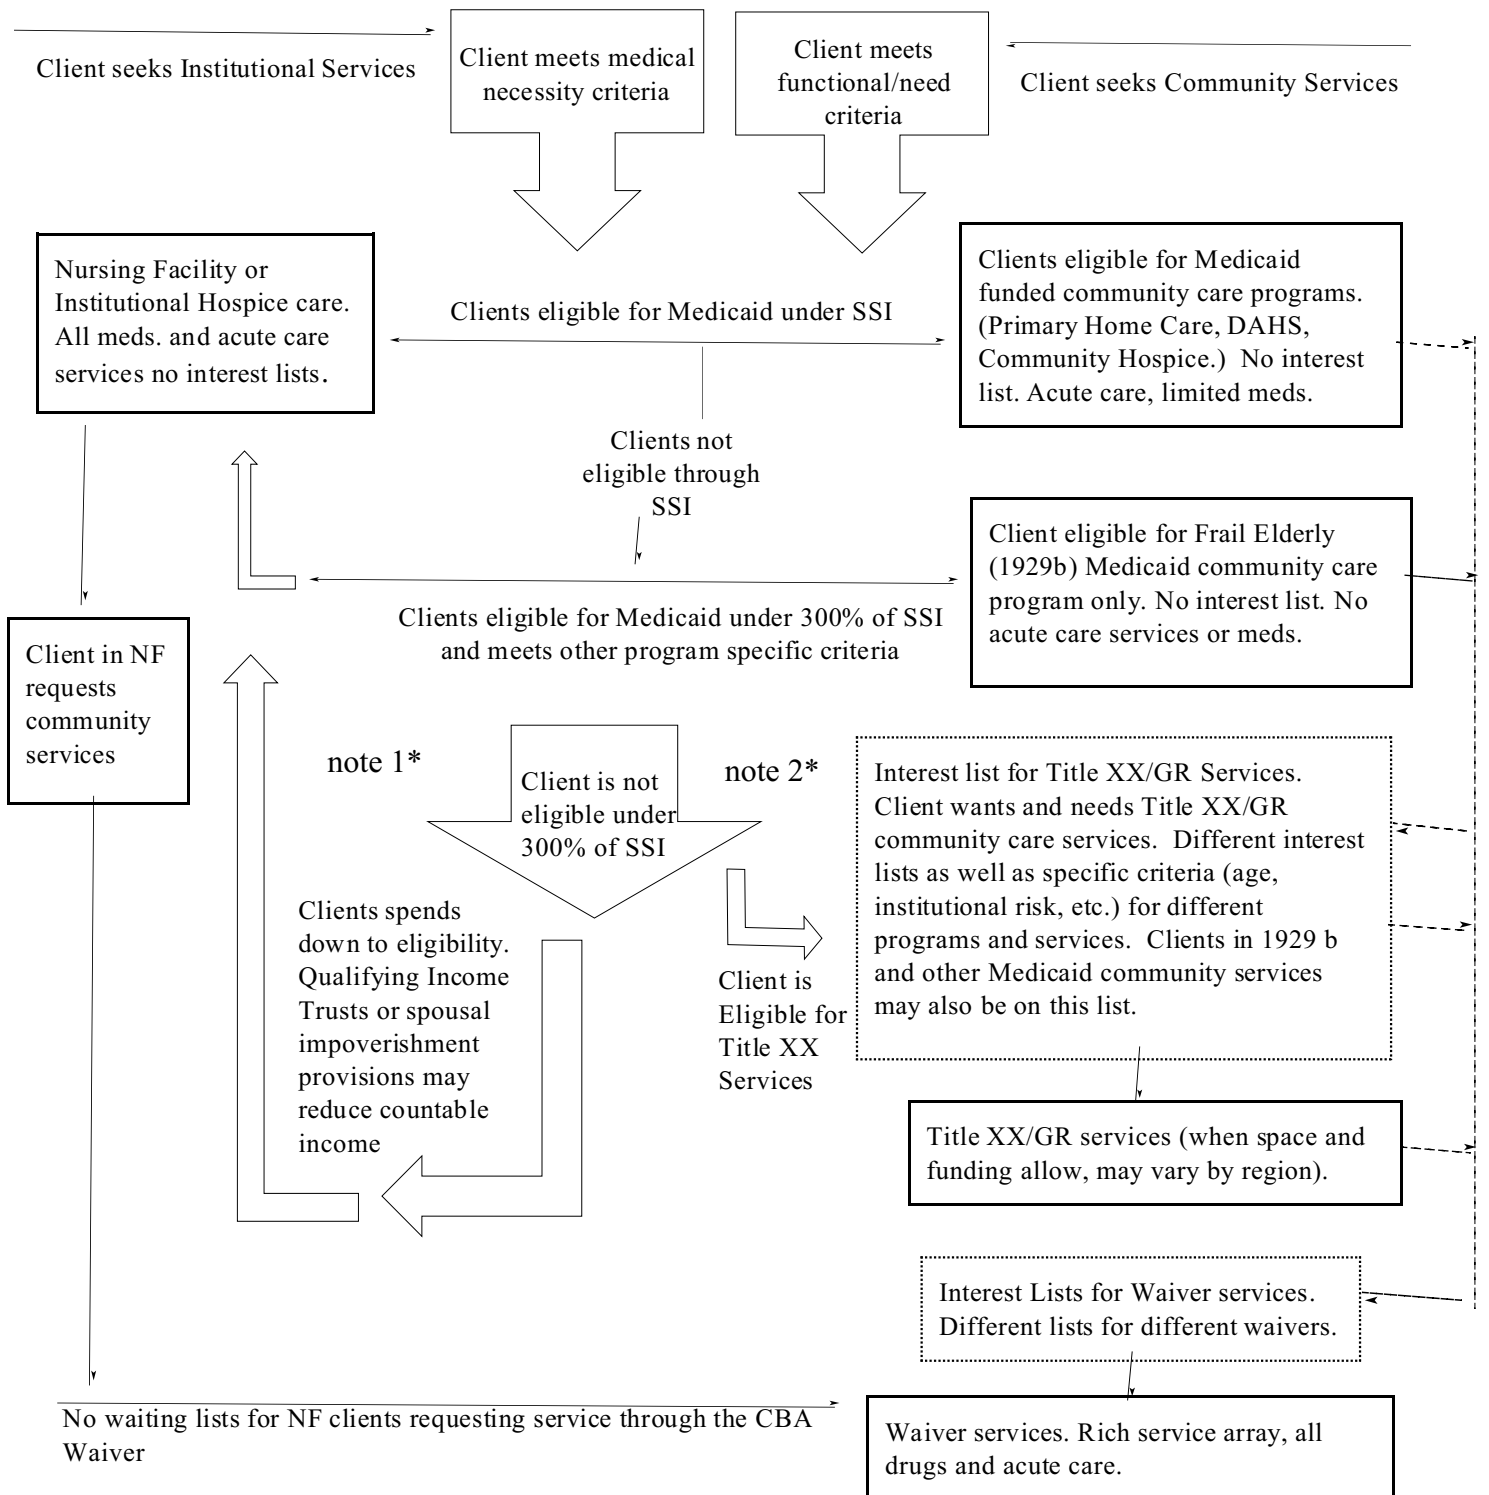 Client seeks Institutional Services
Client meets medical
necessity criteria
Client meets
functional/need
criteria
Client seeks Community Services
Nursing Facility or
Institutional Hospice care.
All meds. and acute care
services no interest lists.
Clients eligible for Medicaid under SSI
Clients eligible for Medicaid
funded community care programs.
(Primary Home Care, DAHS,
Community Hospice.)  No interest
list. Acute care, limited meds.
Clients not
eligible through
SSI
Client eligible for Frail Elderly
(1929b) Medicaid community care
program only. No interest list. No
acute care services or meds.
Clients eligible for Medicaid under 300% of SSI
and meets other program specific criteria
Client in NF
requests
community
services
note 1*
Client is not
eligible under
300% of SSI
note 2*
Interest list for Title XX/GR Services.
Client wants and needs Title XX/GR
community care services.  Different interest
lists as well as specific criteria (age,
institutional risk, etc.) for different
programs and services.  Clients in 1929 b
and other Medicaid community services
may also be on this list.
Clients spends
down to eligibility.
Qualifying Income
Trusts or spousal
impoverishment
provisions may
reduce countable
income
Client is
Eligible for
Title XX
Services
Title XX/GR services (when space and
funding allow, may vary by region).
Interest Lists for Waiver services.
Different lists for different waivers.
No waiting lists for NF clients requesting service through the CBA
Waiver
Waiver services. Rich service array, all
drugs and acute care.